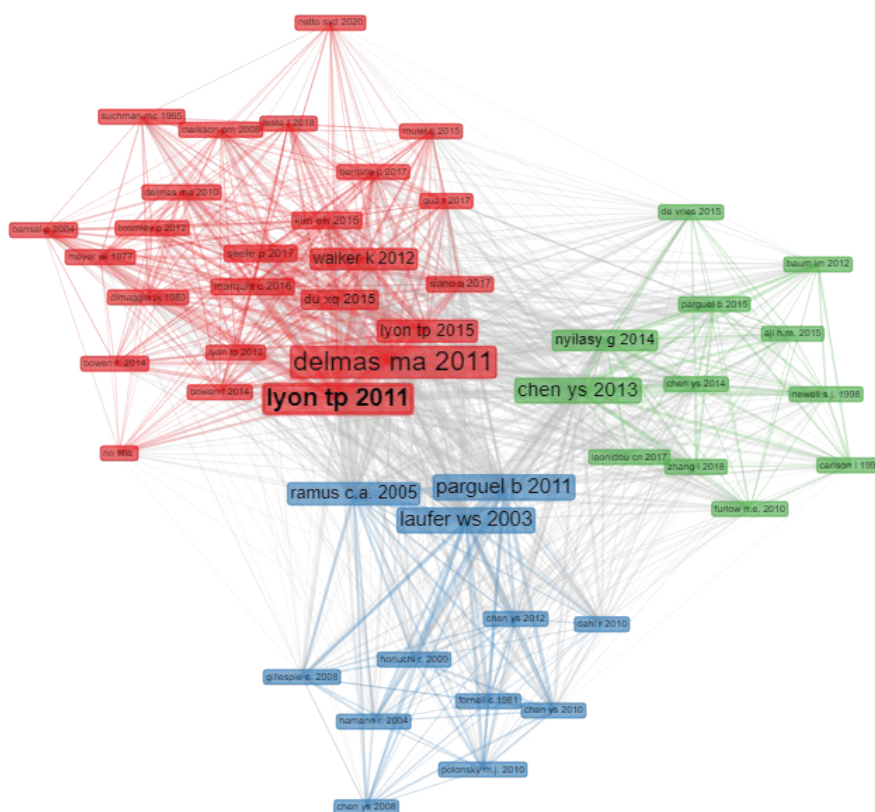 netto svd 2020
suchman mc 1995
clarkson pm 2008
testa f 2018
roulet t 2015
berrone p 2017
delmas ma 2010
guo r 2017
kim eh 2016
bansal p 2004
bromley p 2012
meyer jw 1977
seele p 2017
walker k 2012
siano a 2017
marquis c 2016
dimaggio pj 1983
du xq 2015
lyon tp 2015
lyon tp 2013
bowen f. 2014
delmas ma 2011
bowen f 2014
lyon tp 2011
no title
de vries 2015
baum lm 2012
parguel b 2015
aji h.m. 2015
nyilasy g 2014
chen ys 2014
chen ys 2013
newell s.j. 1998
leonidou cn 2017
zhang l 2018
carlson l 199
furlow n.e. 2010
parguel b 2011
ramus c.a. 2005
laufer ws 2003
chen ys 2012
dahl r 2010
horiuchi r. 2009
gillespie e. 2008
fornell c 1981
chen ys 2010
hamann r. 2004
polonsky m.j. 2010
chen ys 2008